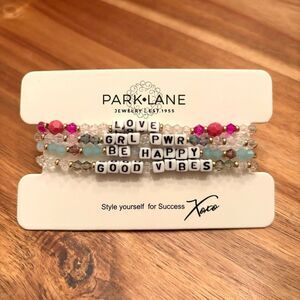 PARK LANE
JEWELRY | EST.1955
LOVE
GRL PWR
BE HAPPY
GOOD VIBES
Style yourself for Success Xoxo